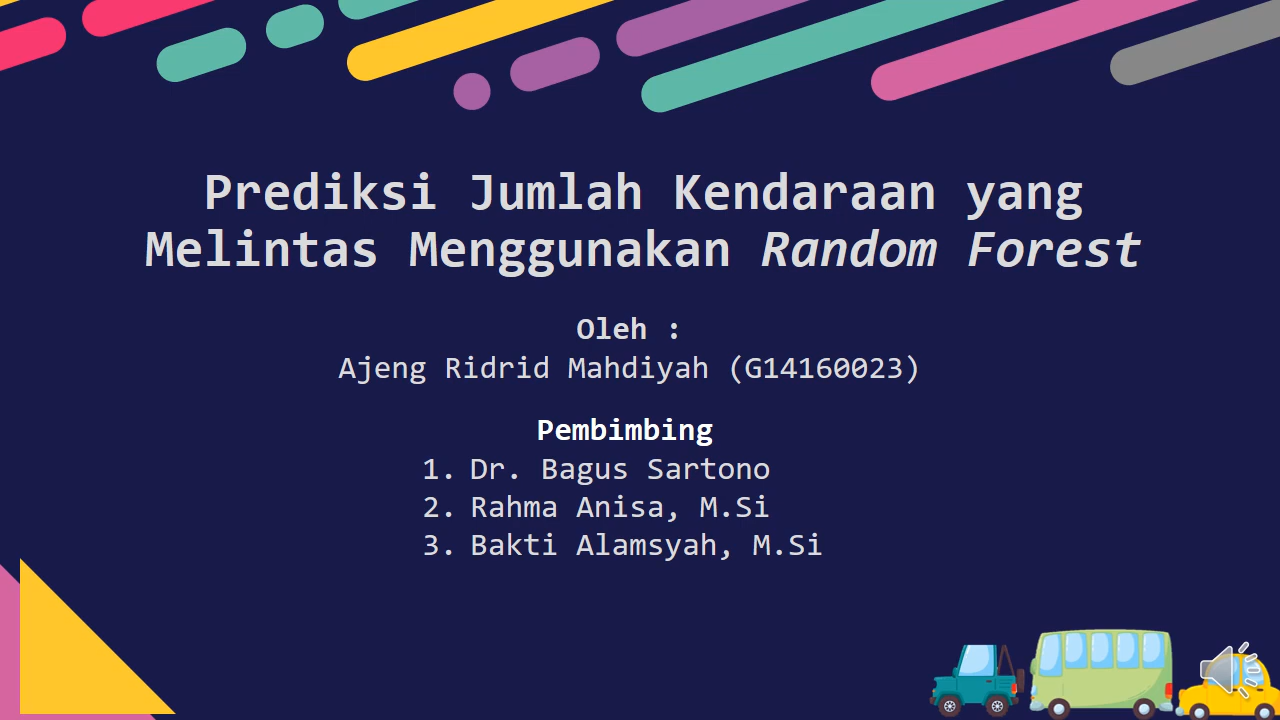 Prediksi Jumlah Kendaraan yang
Melintas Menggunakan Random Forest
Oleh :
Ajeng Ridrid Mahdiyah (G14160023)
Pembimbing
1. Dr. Bagus Sartono
2. Rahma Anisa, M.Si
3. Bakti Alamsyah, M.Si